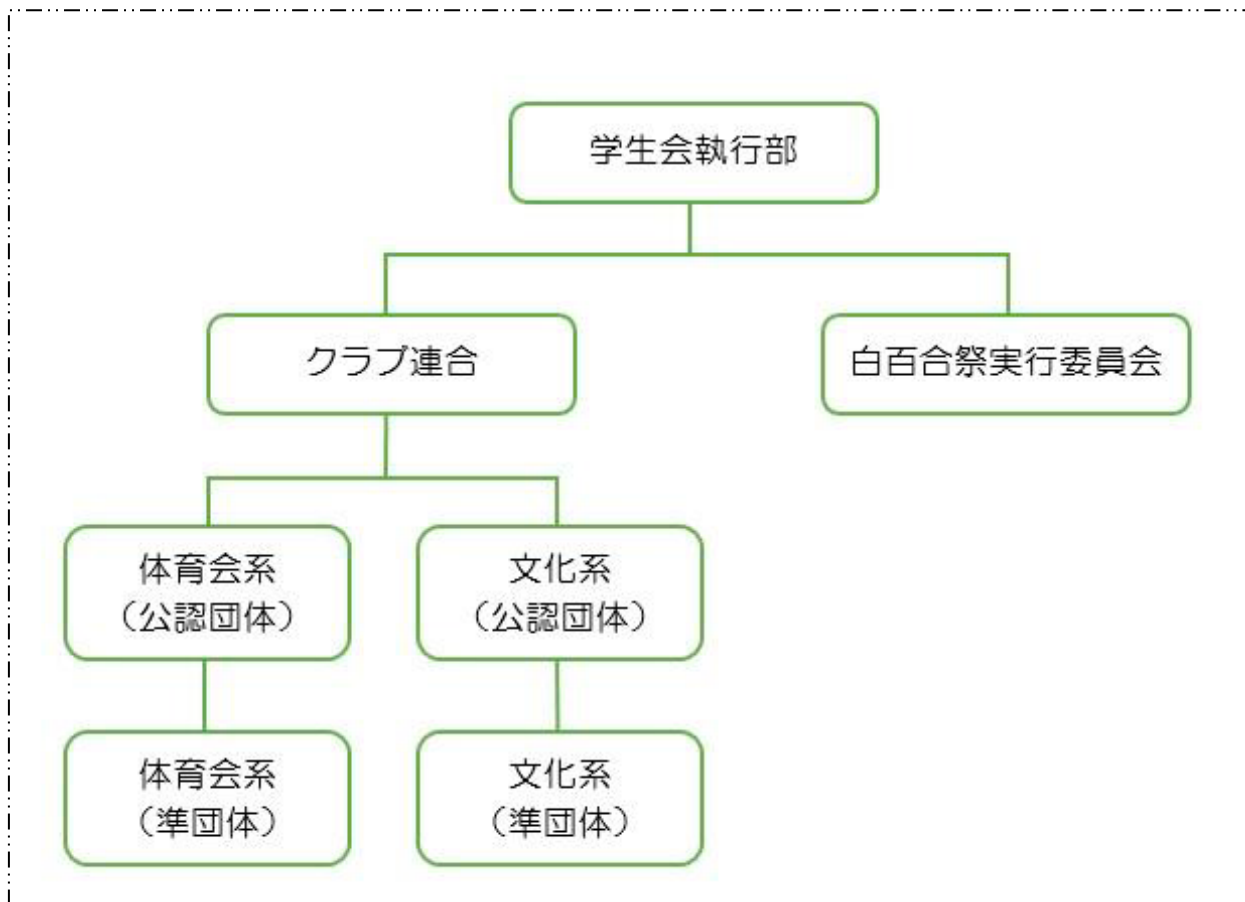 学生会執行部
クラブ連合
白百合祭実行委員会
体育会系
（公認団体）
文化系
（公認団体）
体育会系
（準団体）
文化系
（準団体）